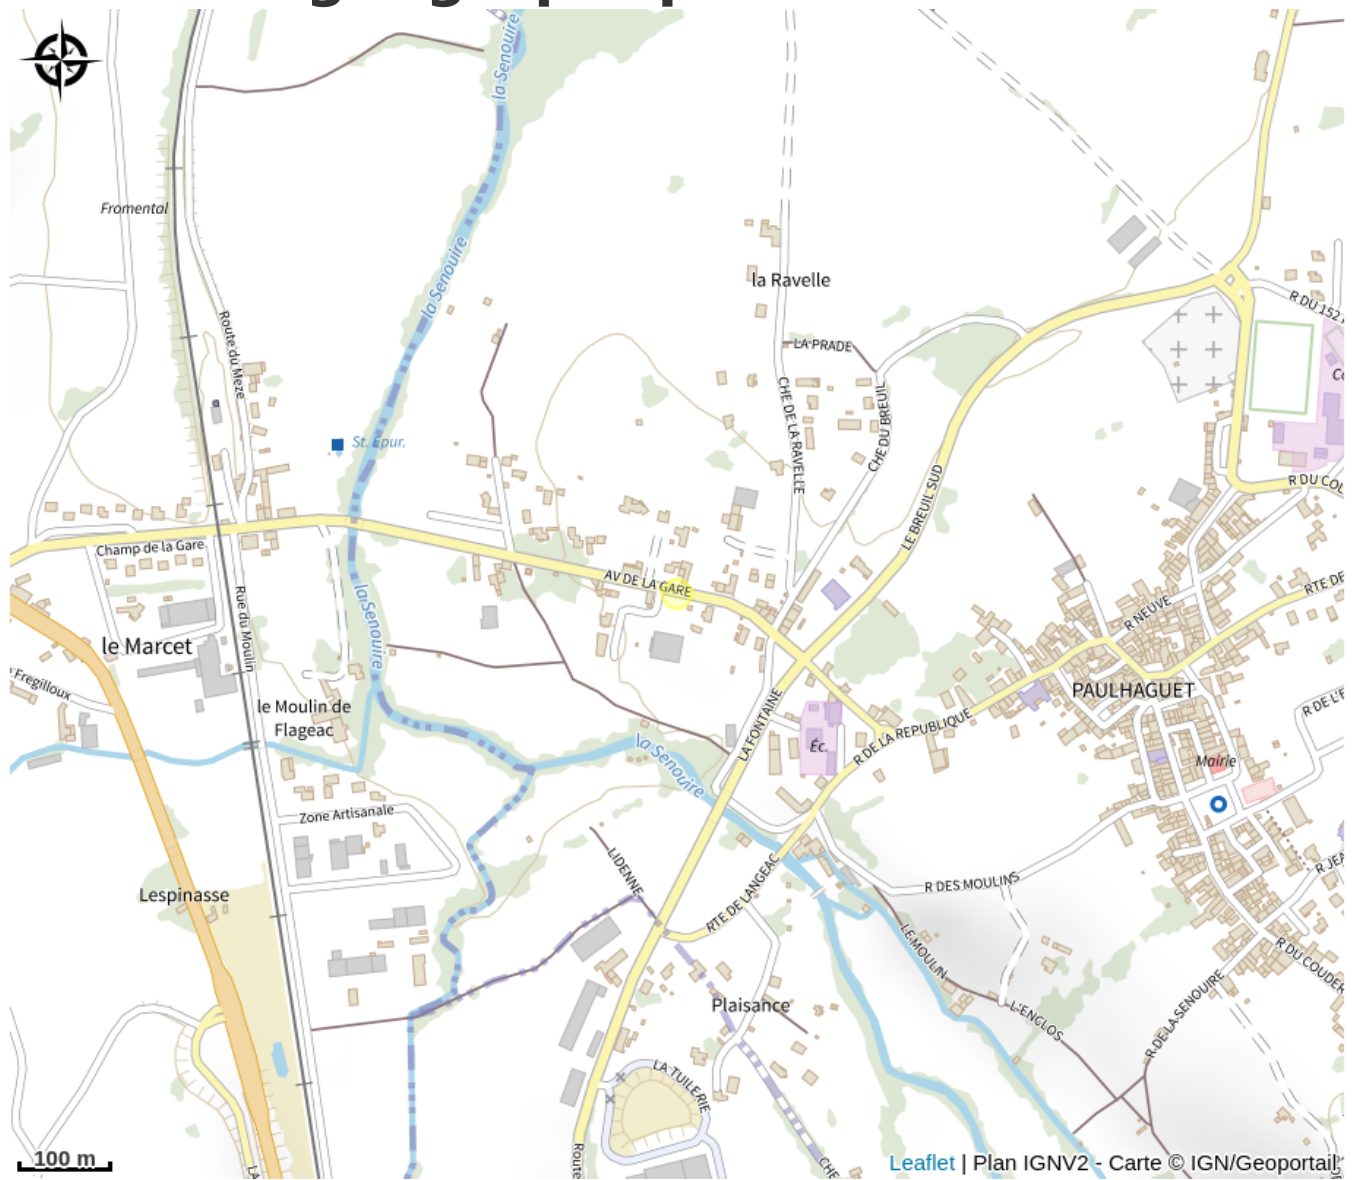 la Senouire
Fromental
la Senouire
la Ravelle
R DU 152
Route du Meze
LA PRADE
CHE DE LA RAVELLE
CHE DU BREUIL
St. Epur.
LE BREUIL SUD
R DU COL
Champ de la Gare
AV DE LA GARE
RTE DE
R NEUVE
la Senouire
Rue du Moulin
le Marcet
Fregilloux
PAULHAGUET
R DE L'E
le Moulin de
Flageac
LA FONTAINE
R DE LA REPUBLIQUE
Éc.
la Senouire
Mairie
Zone Artisanale
LIDENNE
RTE DE LANGEAC
R DES MOULINS
R JEA
Lespinasse
LE MOULIN
R DU COUDER
Plaisance
L'ENCLOS
R DE LA SENOUIRE
LA TUILERIE
Route
CHE
LA
100 m
Leaflet | Plan IGNV2 - Carte © IGN/Geoportail